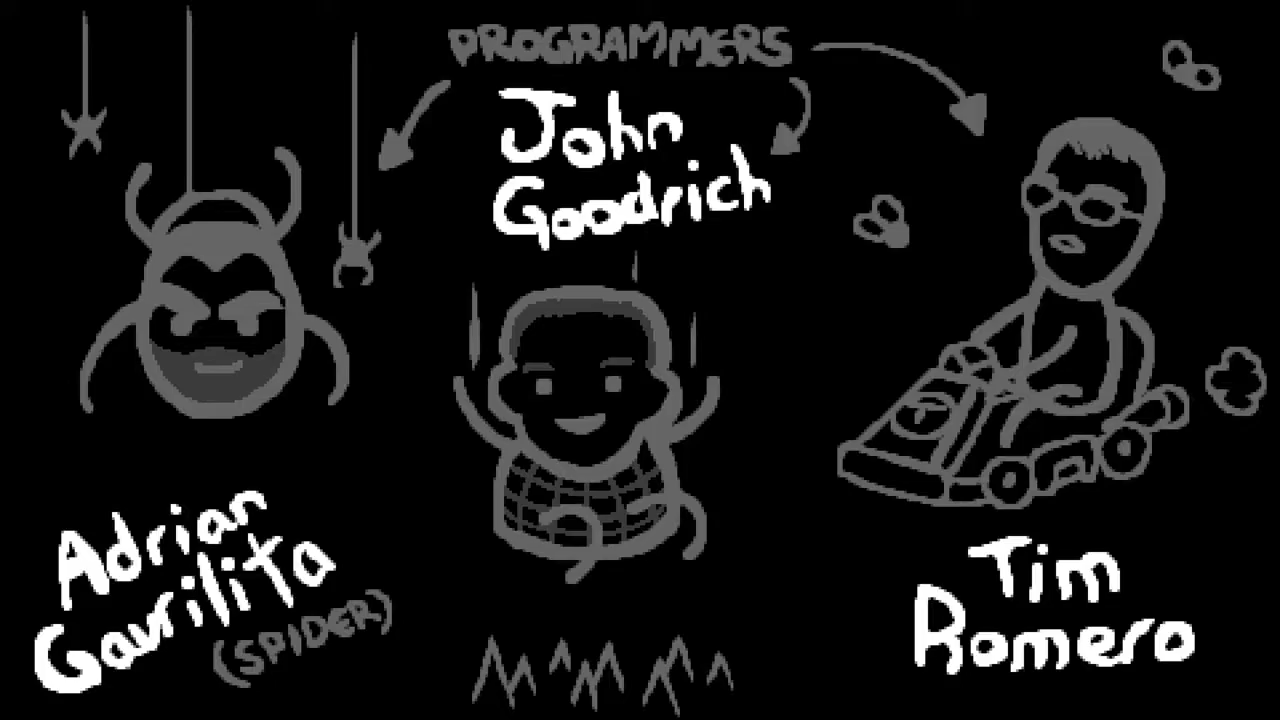 PROGRAMMERS
John
Goodrich
Adrian
Gavrilita
(SPIDER)
Tim
Romero